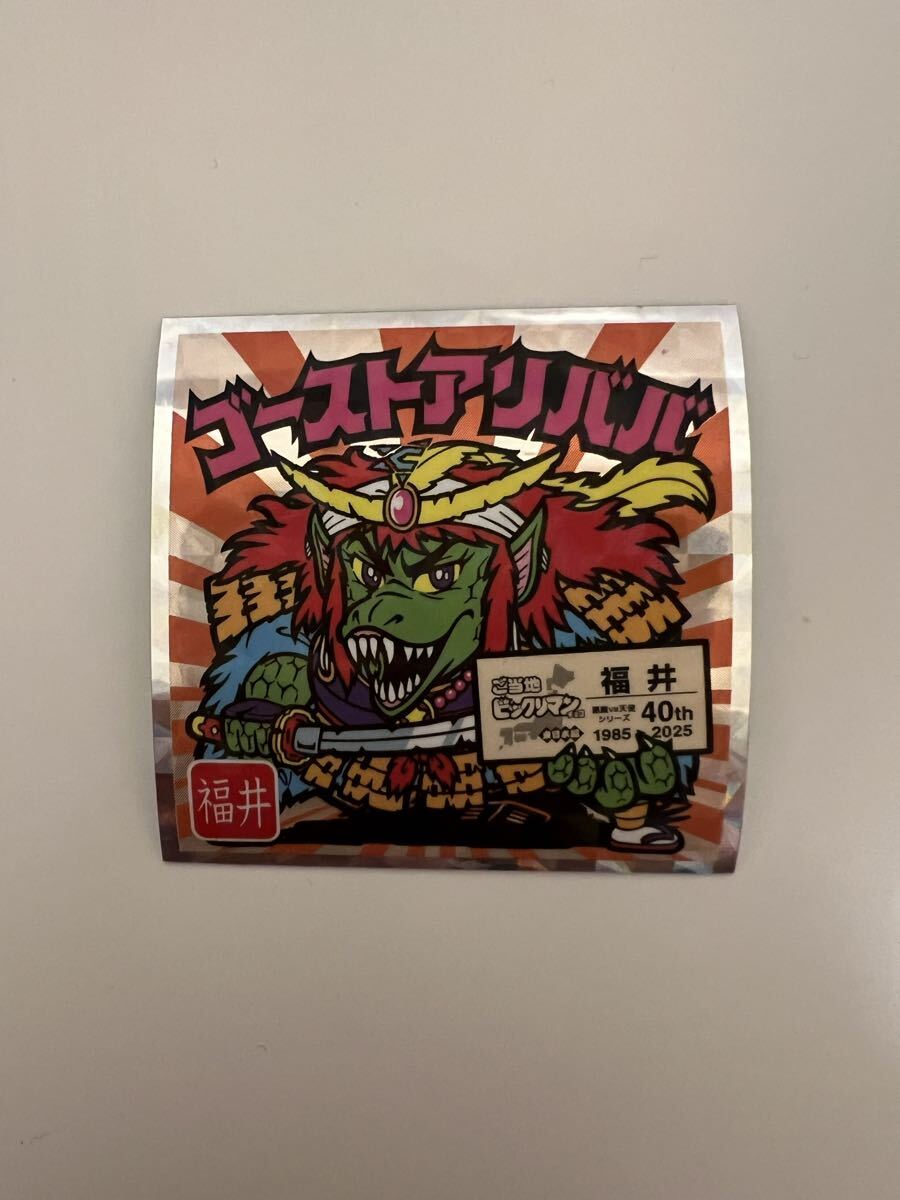 ゴーストアリババ
ご当地
ビックリマン
福井
悪魔VS天使
シリーズ
40th
1985
2025
福井